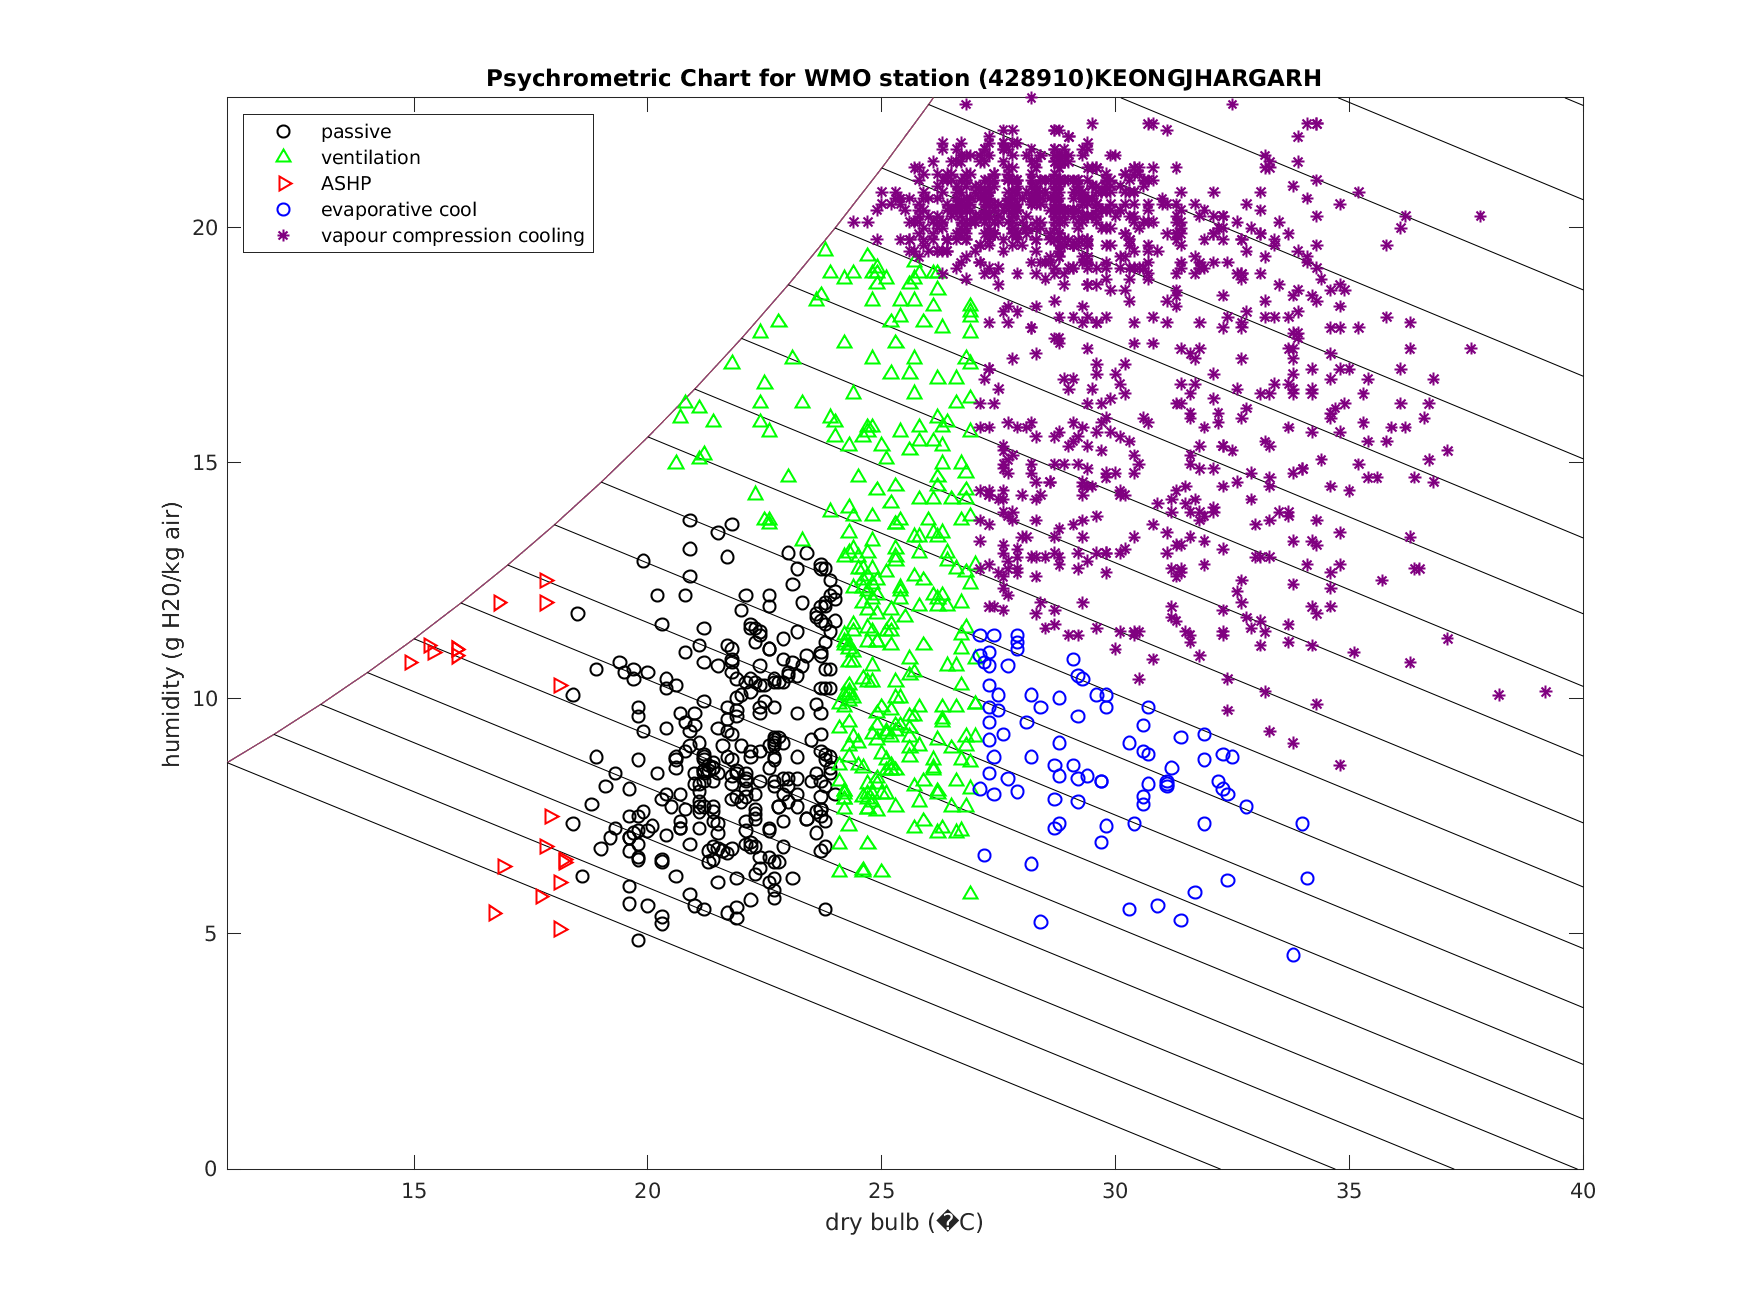 Psychrometric Chart for WMO station (428910)KEONGJHARGARH
passive
ventilation
ASHP
evaporative cool
vapour compression cooling
humidity (g H20/kg air)
20
15
10
5
0
15 20 25 30 35 40
dry bulb (�C)